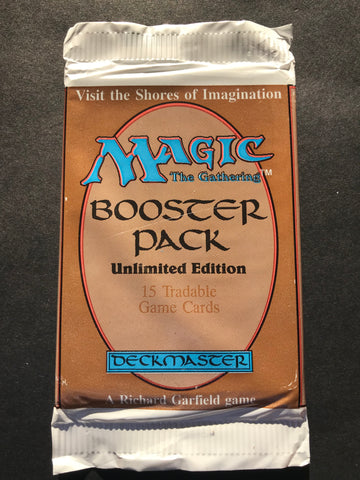 Visit the Shores of Imagination
MAGIC
The Gathering™
BOOSTER
PACK
Unlimited Edition
15 Tradable
Game Cards
DECKMASTER
A Richard Garfield game